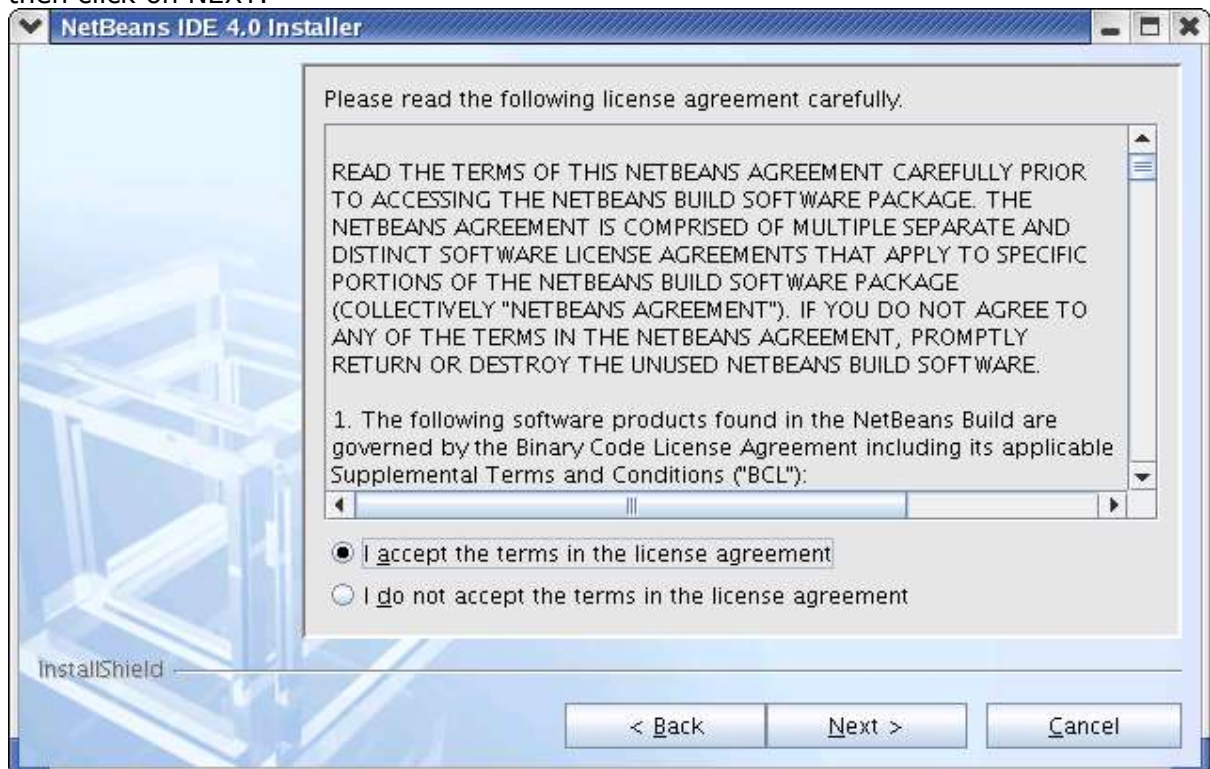 then click on NEXT.
NetBeans IDE 4.0 Installer
Please read the following license agreement carefully.
READ THE TERMS OF THIS NETBEANS AGREEMENT CAREFULLY PRIOR
TO ACCESSING THE NETBEANS BUILD SOFTWARE PACKAGE. THE
NETBEANS AGREEMENT IS COMPRISED OF MULTIPLE SEPARATE AND
DISTINCT SOFTWARE LICENSE AGREEMENTS THAT APPLY TO SPECIFIC
PORTIONS OF THE NETBEANS BUILD SOFTWARE PACKAGE
(COLLECTIVELY "NETBEANS AGREEMENT"). IF YOU DO NOT AGREE TO
ANY OF THE TERMS IN THE NETBEANS AGREEMENT, PROMPTLY
RETURN OR DESTROY THE UNUSED NETBEANS BUILD SOFTWARE.
1. The following software products found in the NetBeans Build are
governed by the Binary Code License Agreement including its applicable
Supplemental Terms and Conditions ("BCL"):
I accept the terms in the license agreement
I do not accept the terms in the license agreement
InstallShield
< Back Next > Cancel